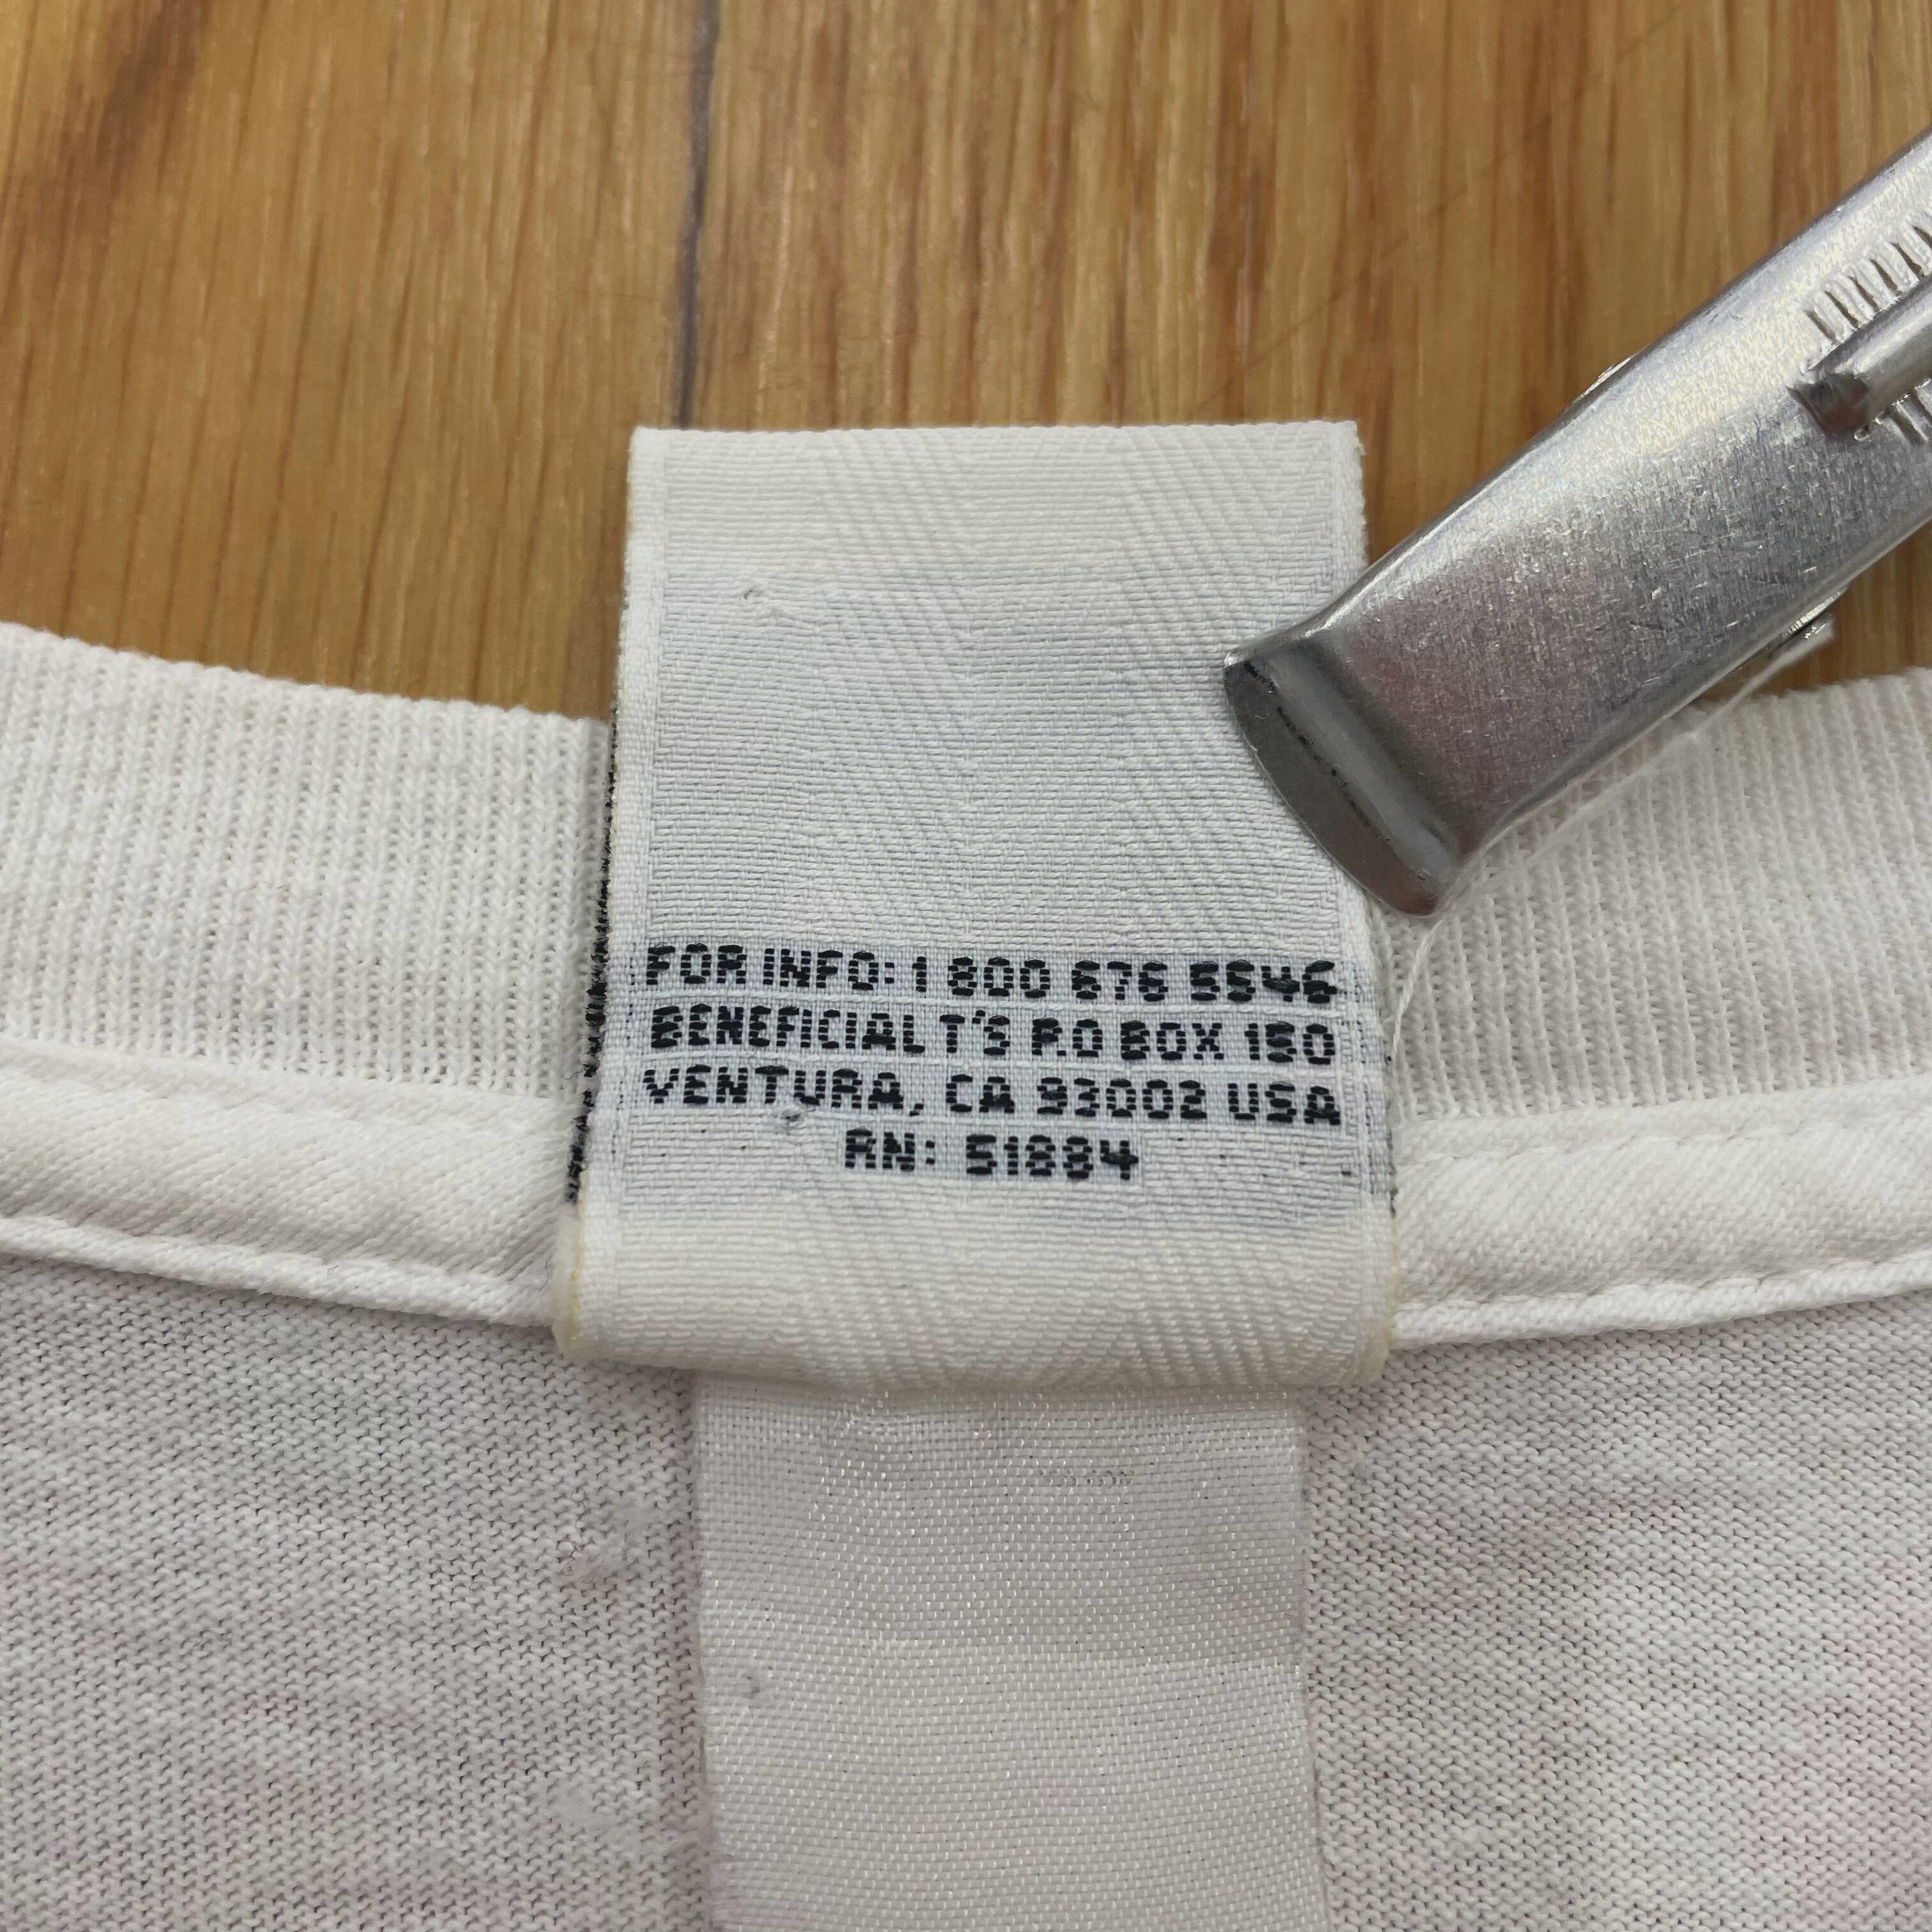 FOR INFO: 1 800 676 5546
BENEFICIAL T'S P.O BOX 150
VENTURA, CA 93002 USA
RN: 51884